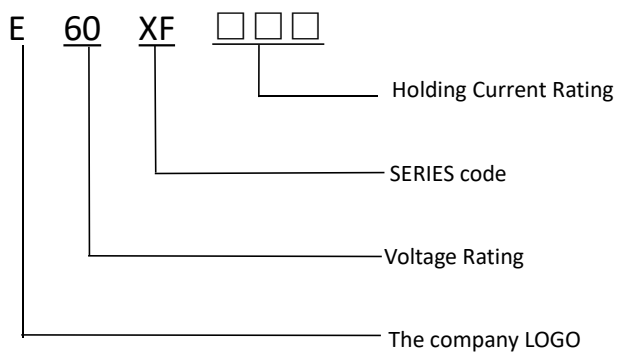 E 60 XF □□□
Holding Current Rating
SERIES code
Voltage Rating
The company LOGO